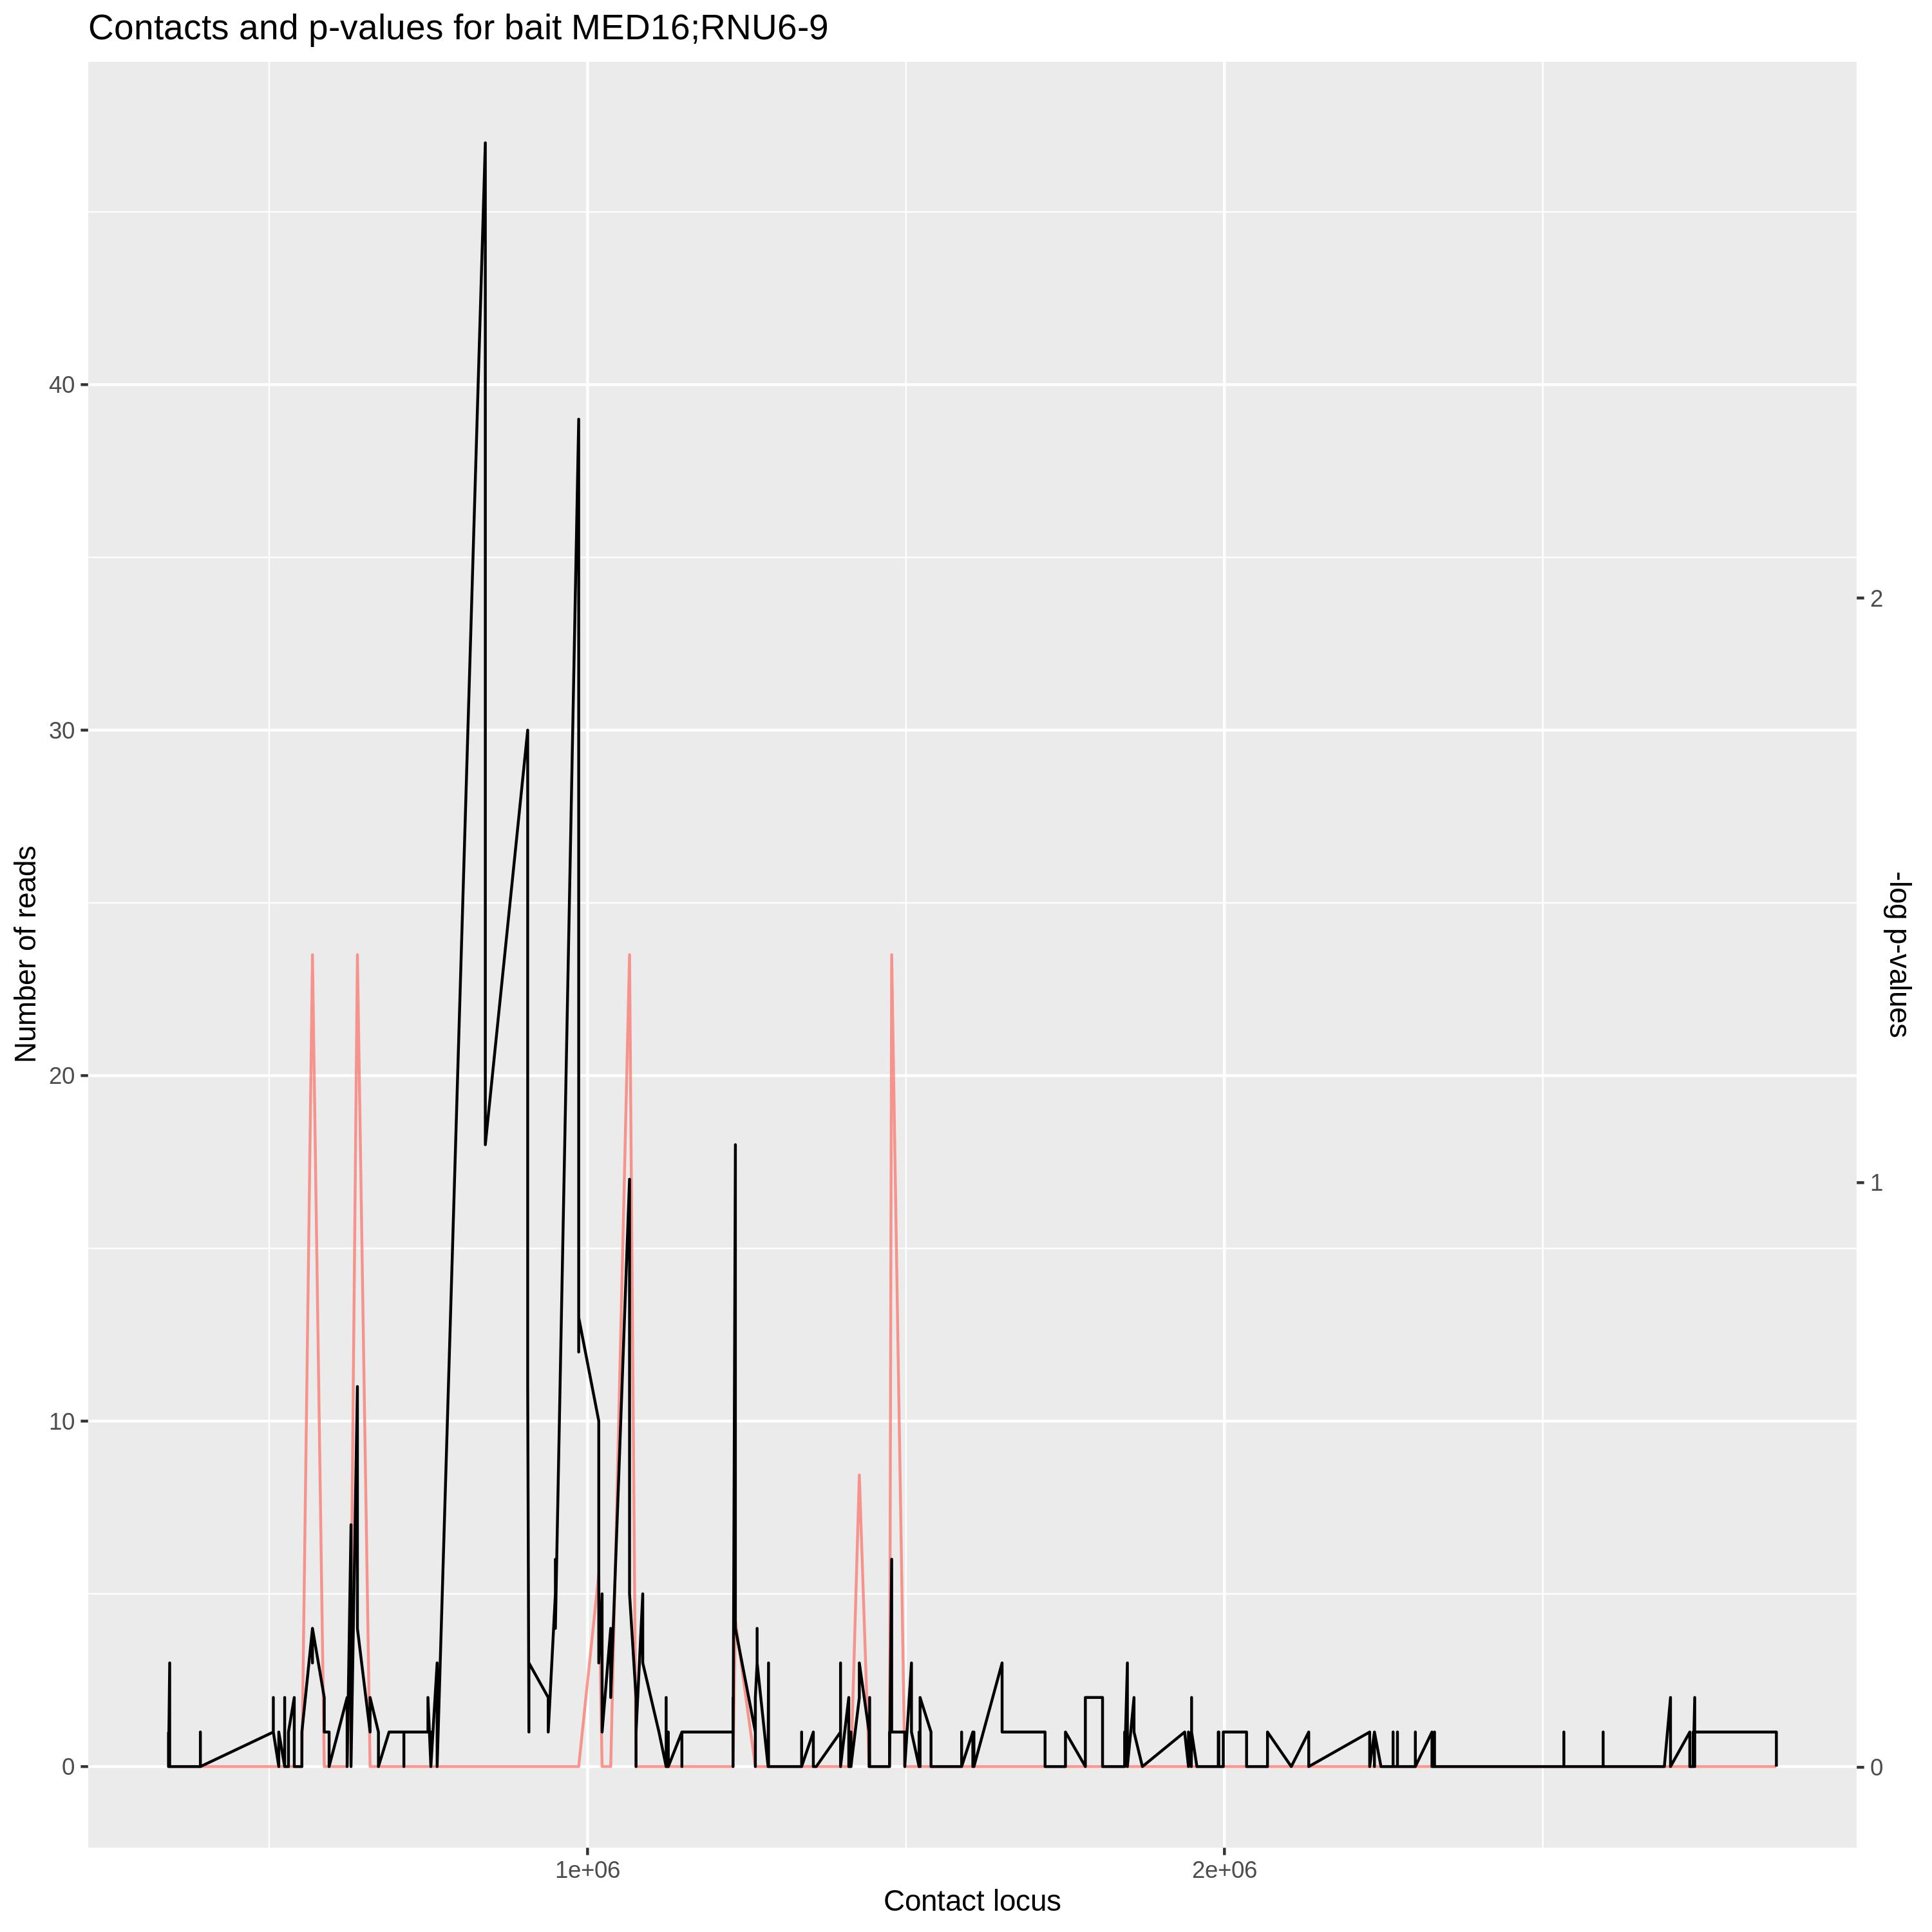 Contacts and p-values for bait MED16;RNU6-9
Number of reads
40
30
20
10
0
2
1
0
-log p-values
1e+06
2e+06
Contact locus